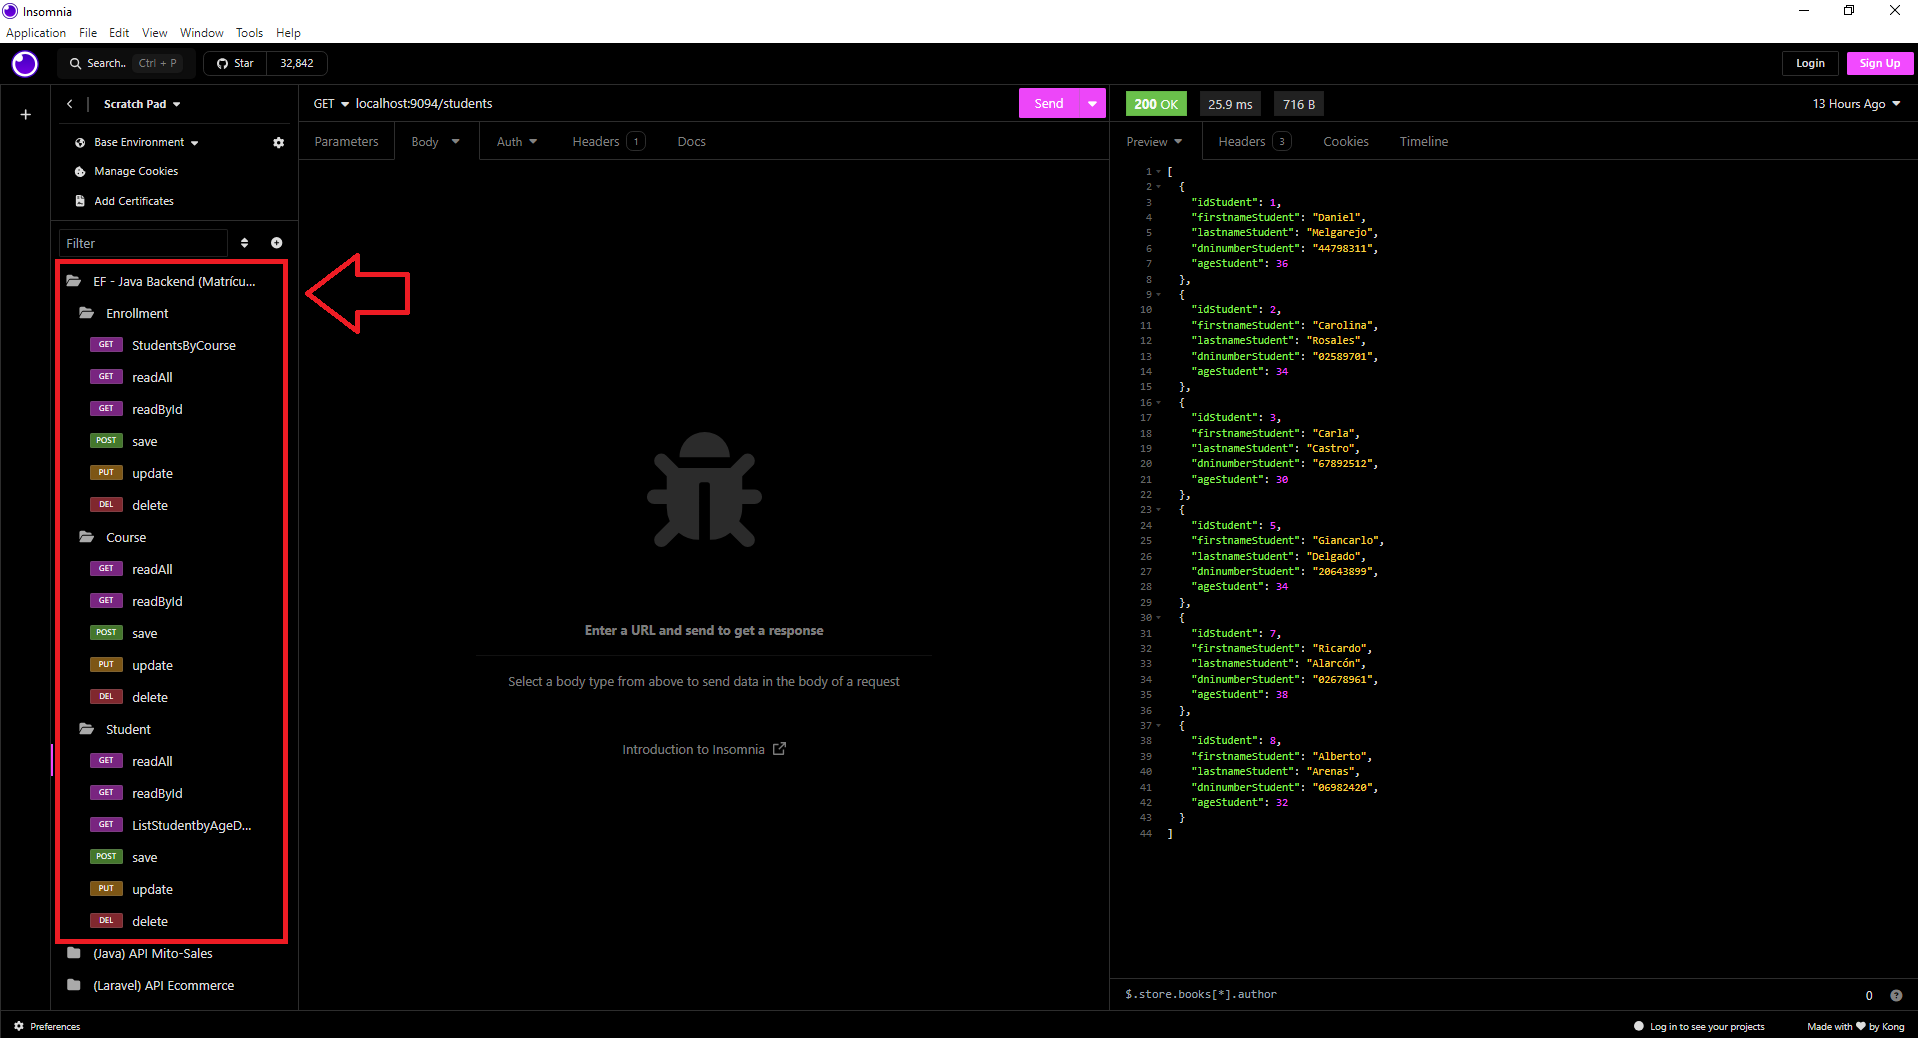 Insomnia
Application File Edit View Window Tools Help
Search.. Ctrl + P Star 32,842 Login Sign Up
Scratch Pad
Base Environment
Manage Cookies
Add Certificates
Filter
EF - Java Backend (Matrícu...
Enrollment
GET StudentsByCourse
GET readAll
GET readById
POST save
PUT update
DEL delete
Course
GET readAll
GET readById
POST save
PUT update
DEL delete
Student
GET readAll
GET readById
GET ListStudentbyAgeD...
POST save
PUT update
DEL delete
(Java) API Mito-Sales
(Laravel) API Ecommerce
GET localhost:9094/students Send
Parameters Body Auth Headers 1 Docs
Enter a URL and send to get a response
Select a body type from above to send data in the body of a request
Introduction to Insomnia
200 OK 25.9 ms 716 B 13 Hours Ago
Preview Headers 3 Cookies Timeline
1 [
2 {
3 "idStudent": 1,
4 "firstnameStudent": "Daniel",
5 "lastnameStudent": "Melgarejo",
6 "dninumberStudent": "44798311",
7 "ageStudent": 36
8 },
9 {
10 "idStudent": 2,
11 "firstnameStudent": "Carolina",
12 "lastnameStudent": "Rosales",
13 "dninumberStudent": "02589701",
14 "ageStudent": 34
15 },
16 {
17 "idStudent": 3,
18 "firstnameStudent": "Carla",
19 "lastnameStudent": "Castro",
20 "dninumberStudent": "67892512",
21 "ageStudent": 30
22 },
23 {
24 "idStudent": 5,
25 "firstnameStudent": "Giancarlo",
26 "lastnameStudent": "Delgado",
27 "dninumberStudent": "20643899",
28 "ageStudent": 34
29 },
30 {
31 "idStudent": 7,
32 "firstnameStudent": "Ricardo",
33 "lastnameStudent": "Alarcón",
34 "dninumberStudent": "02678961",
35 "ageStudent": 38
36 },
37 {
38 "idStudent": 8,
39 "firstnameStudent": "Alberto",
40 "lastnameStudent": "Arenas",
41 "dninumberStudent": "06982420",
42 "ageStudent": 32
43 }
44 ]
$.store.books[*].author 0
Preferences Log in to see your projects Made with ♥ by Kong